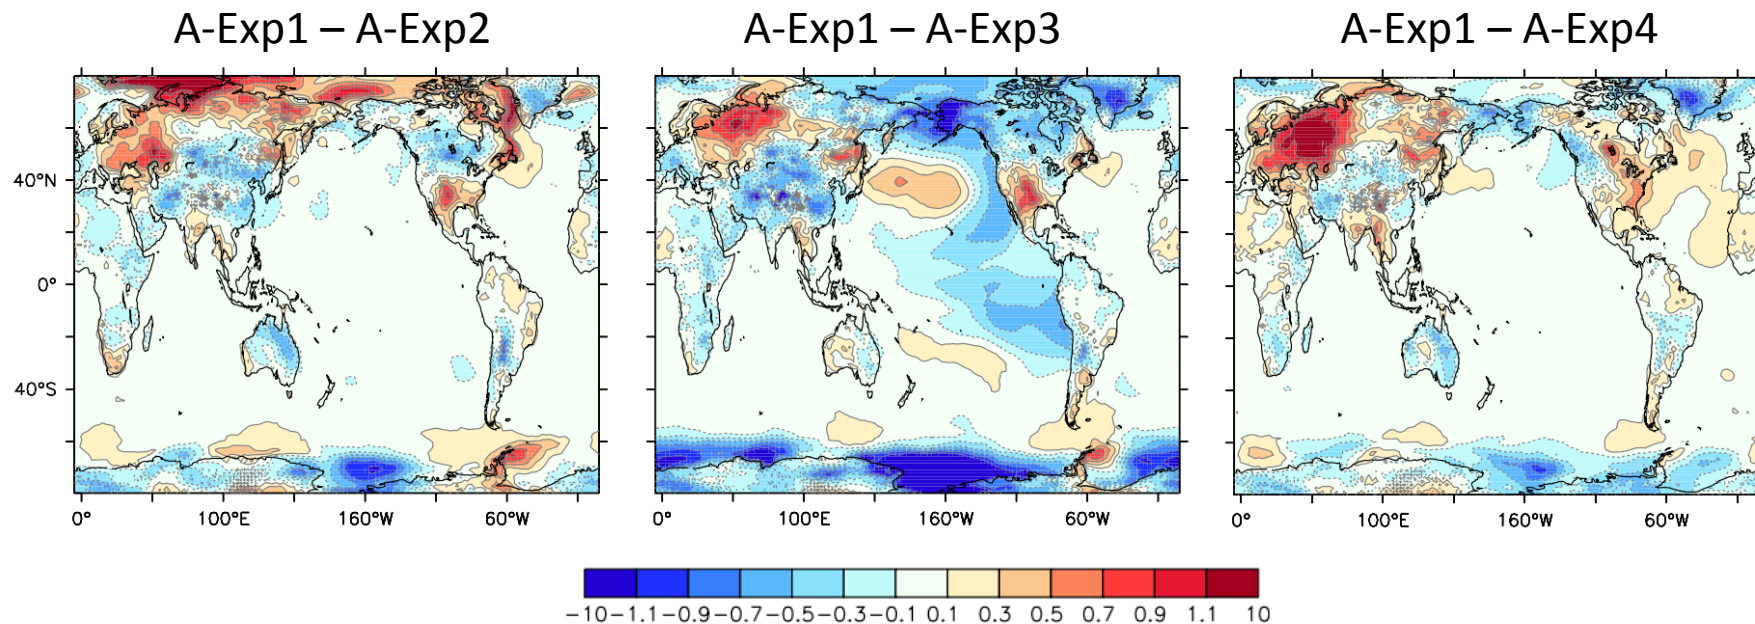 A-Exp1 – A-Exp2
A-Exp1 – A-Exp3
A-Exp1 – A-Exp4
40°N
0°
40°S
0° 100°E 160°W 60°W
0° 100°E 160°W 60°W
0° 100°E 160°W 60°W
−10 −1.1 −0.9 −0.7 −0.5 −0.3 −0.1 0.1 0.3 0.5 0.7 0.9 1.1 10